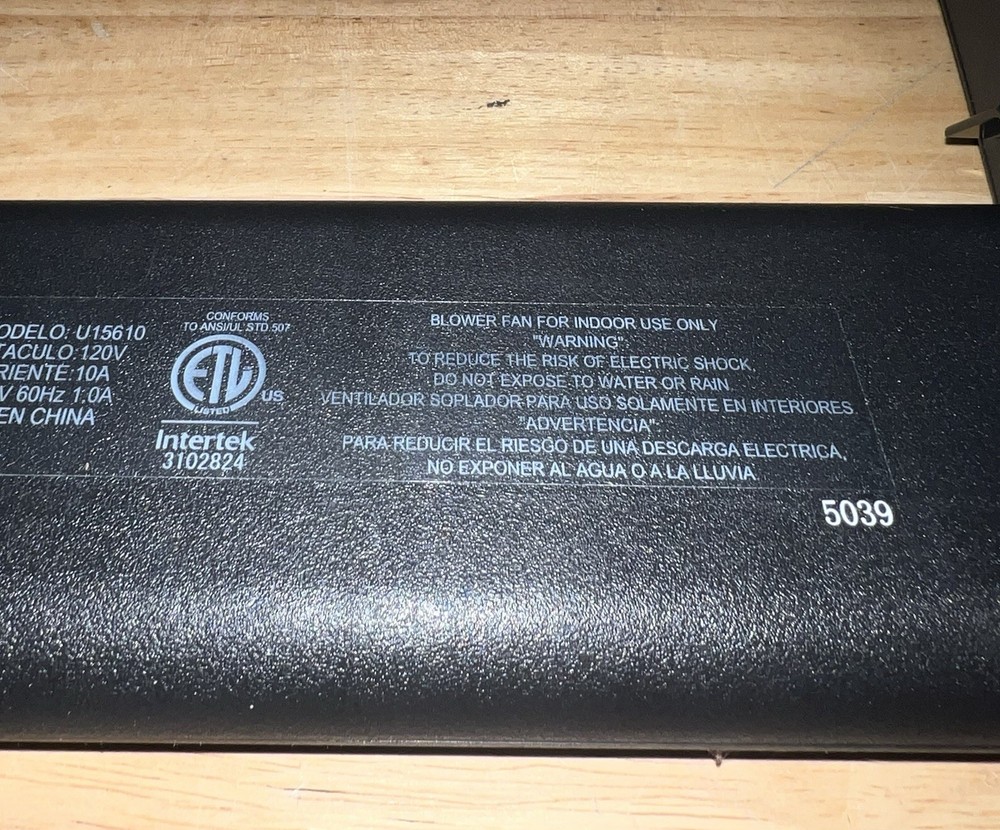 ODELO: U15610
TACULO 120V
RIENTE: 10A
V 60Hz 1.0A
EN CHINA
CONFORMS
TO ANSI/UL STD.507
ETL
LISTED
US
Intertek
3102824
BLOWER FAN FOR INDOOR USE ONLY
"WARNING"
TO REDUCE THE RISK OF ELECTRIC SHOCK,
DO NOT EXPOSE TO WATER OR RAIN.
VENTILADOR SOPLADOR PARA USO SOLAMENTE EN INTERIORES.
"ADVERTENCIA"
PARA REDUCIR EL RIESGO DE UNA DESCARGA ELECTRICA,
NO EXPONER AL AGUA O A LA LLUVIA.
5039